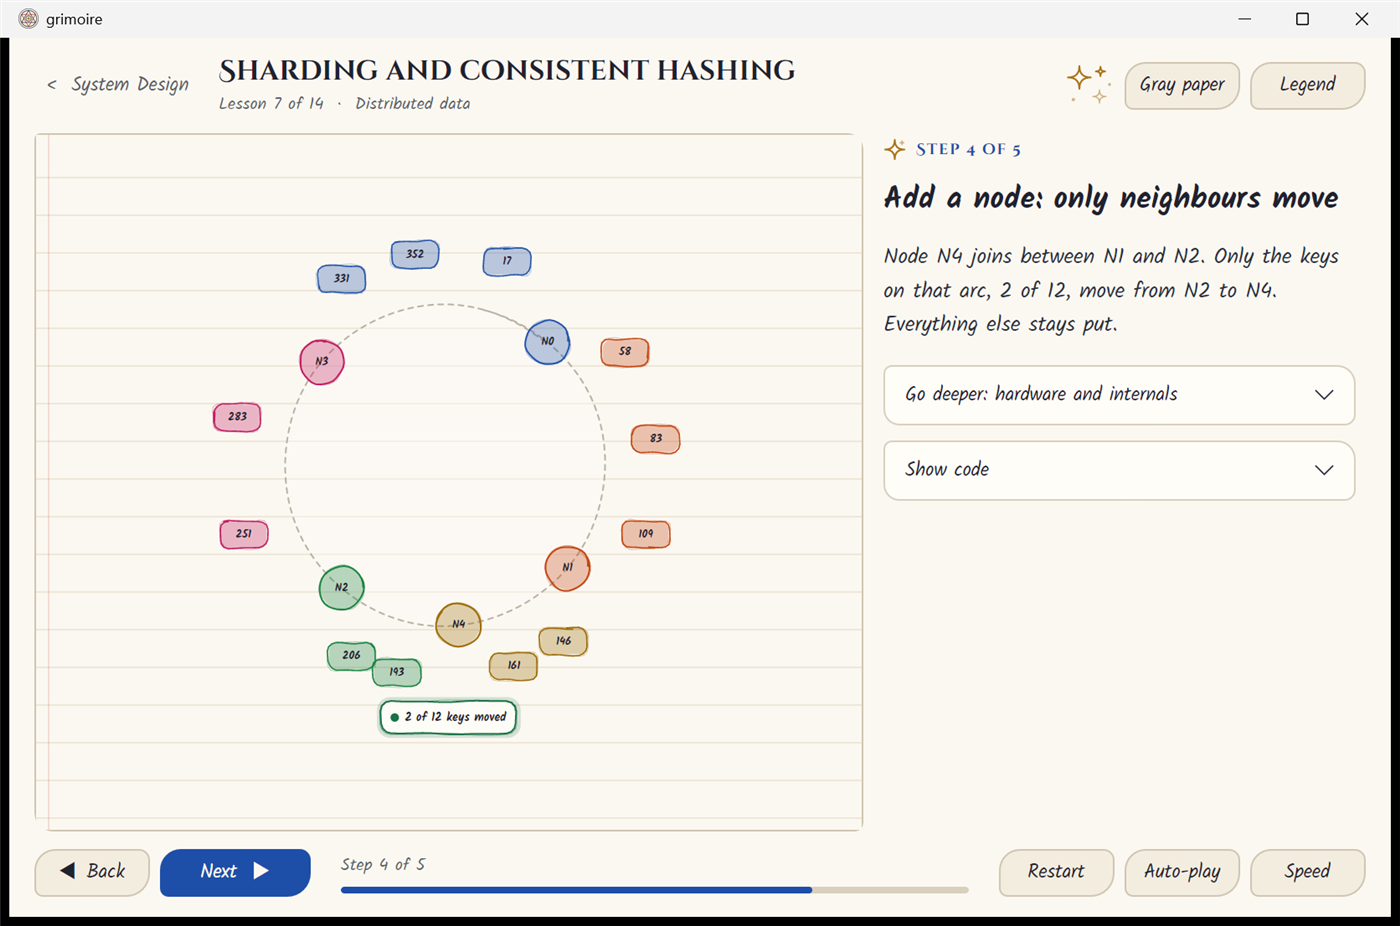 grimoire
< System Design
SHARDING AND CONSISTENT HASHING
Lesson 7 of 14 · Distributed data
Gray paper
Legend
352
17
331
N0
58
N3
283
83
251
109
N1
N2
N4
146
206
161
193
2 of 12 keys moved
STEP 4 OF 5
Add a node: only neighbours move
Node N4 joins between N1 and N2. Only the keys
on that arc, 2 of 12, move from N2 to N4.
Everything else stays put.
Go deeper: hardware and internals
Show code
Back
Next
Step 4 of 5
Restart
Auto-play
Speed